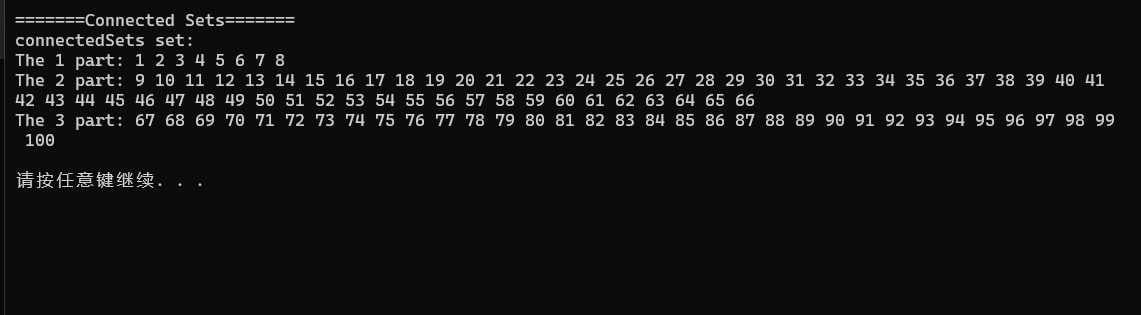 =======Connected Sets=======
connectedSets set:
The 1 part: 1 2 3 4 5 6 7 8
The 2 part: 9 10 11 12 13 14 15 16 17 18 19 20 21 22 23 24 25 26 27 28 29 30 31 32 33 34 35 36 37 38 39 40 41
42 43 44 45 46 47 48 49 50 51 52 53 54 55 56 57 58 59 60 61 62 63 64 65 66
The 3 part: 67 68 69 70 71 72 73 74 75 76 77 78 79 80 81 82 83 84 85 86 87 88 89 90 91 92 93 94 95 96 97 98 99
100
请按任意键继续. . .